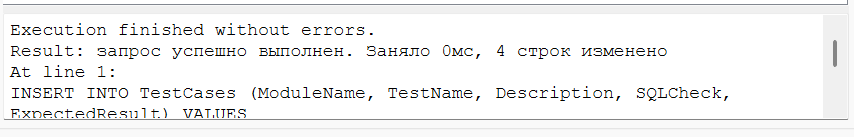 Execution finished without errors.
Result: запрос успешно выполнен. Заняло 0мс, 4 строк изменено
At line 1:
INSERT INTO TestCases (ModuleName, TestName, Description, SQLCheck,
ExpectedResult) VALUES